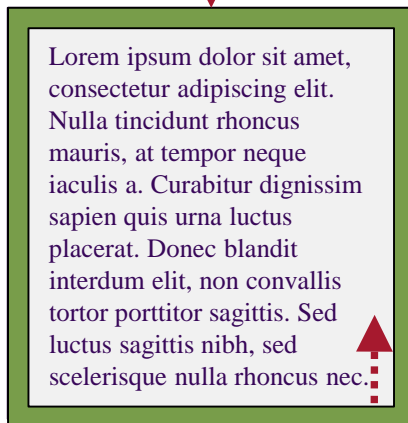 Lorem ipsum dolor sit amet,
consectetur adipiscing elit.
Nulla tincidunt rhoncus
mauris, at tempor neque
iaculis a. Curabitur dignissim
sapien quis urna luctus
placerat. Donec blandit
interdum elit, non convallis
tortor porttitor sagittis. Sed
luctus sagittis nibh, sed
scelerisque nulla rhoncus nec.